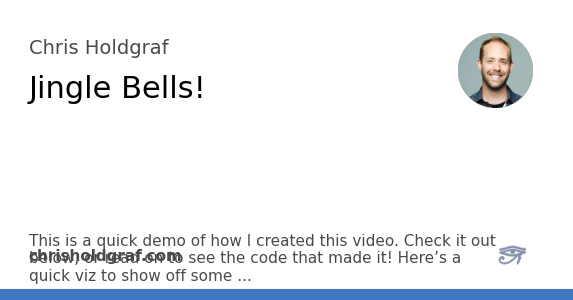 Chris Holdgraf
Jingle Bells!
This is a quick demo of how I created this video. Check it out
below, or read on to see the code that made it! Here’s a
chrisholdgraf.com
quick viz to show off some …